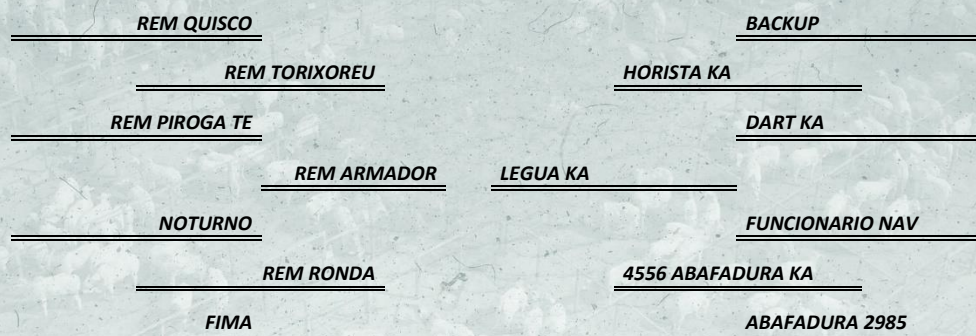 REM QUISCO BACKUP
REM TORIXOREU HORISTA KA
REM PIROGA TE DART KA
REM ARMADOR LEGUA KA
NOTURNO FUNCIONARIO NAV
REM RONDA 4556 ABAFADURA KA
FIMA ABAFADURA 2985